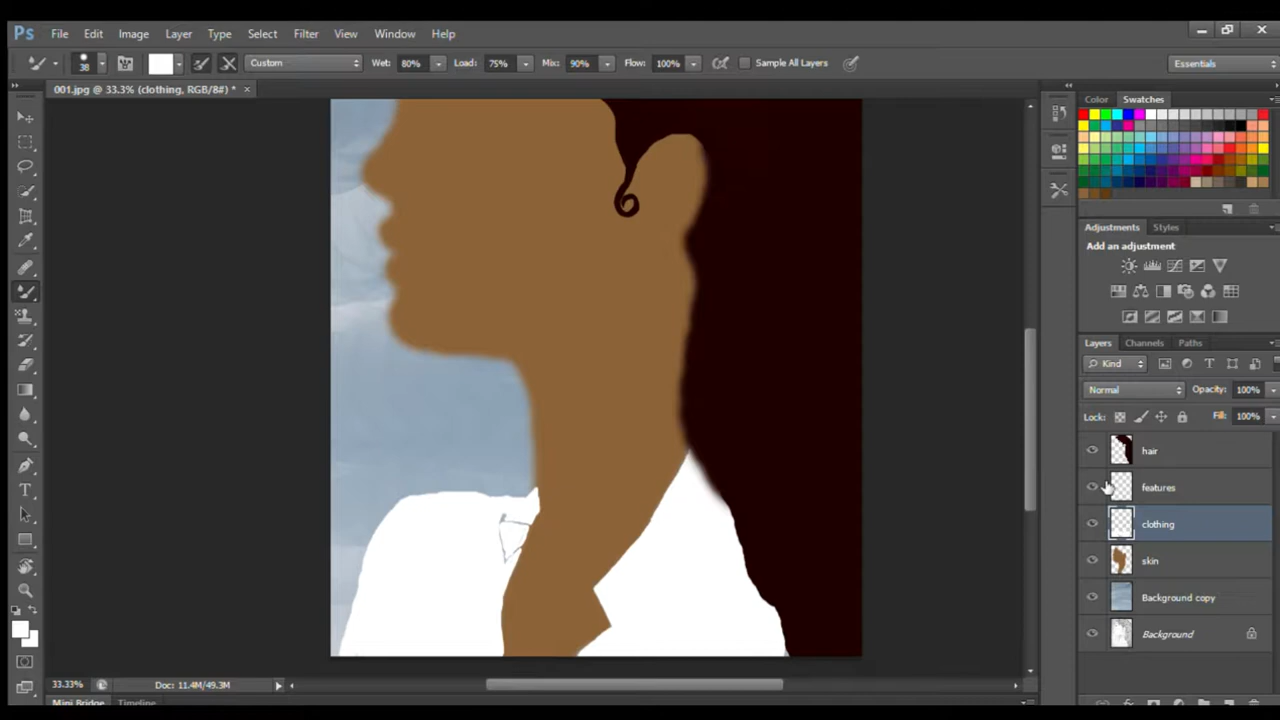 Ps File Edit Image Layer Type Select Filter View Window Help
38 Custom Wet: 80% Load: 75% Mix: 90% Flow: 100% Sample All Layers Essentials
001.jpg @ 33.3% (clothing, RGB/8#) * ×
Color Swatches
Adjustments Styles
Add an adjustment
Layers Channels Paths
Kind
Normal Opacity: 100%
Lock: Fill: 100%
hair
features
clothing
skin
Background copy
Background
33.33% Doc: 11.4M/49.3M
Mini Bridge Timeline